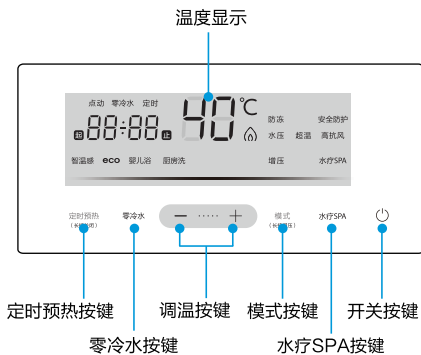 温度显示
点动 零冷水 定时
起 88:88 止
40 ℃
防冻 安全防护
水压 超温 高抗风
智温感 eco 婴儿浴 厨房洗
增压 水疗SPA
定时预热 零冷水 − ····· + 模式 水疗SPA
定时预热按键 调温按键 模式按键 开关按键
零冷水按键 水疗SPA按键